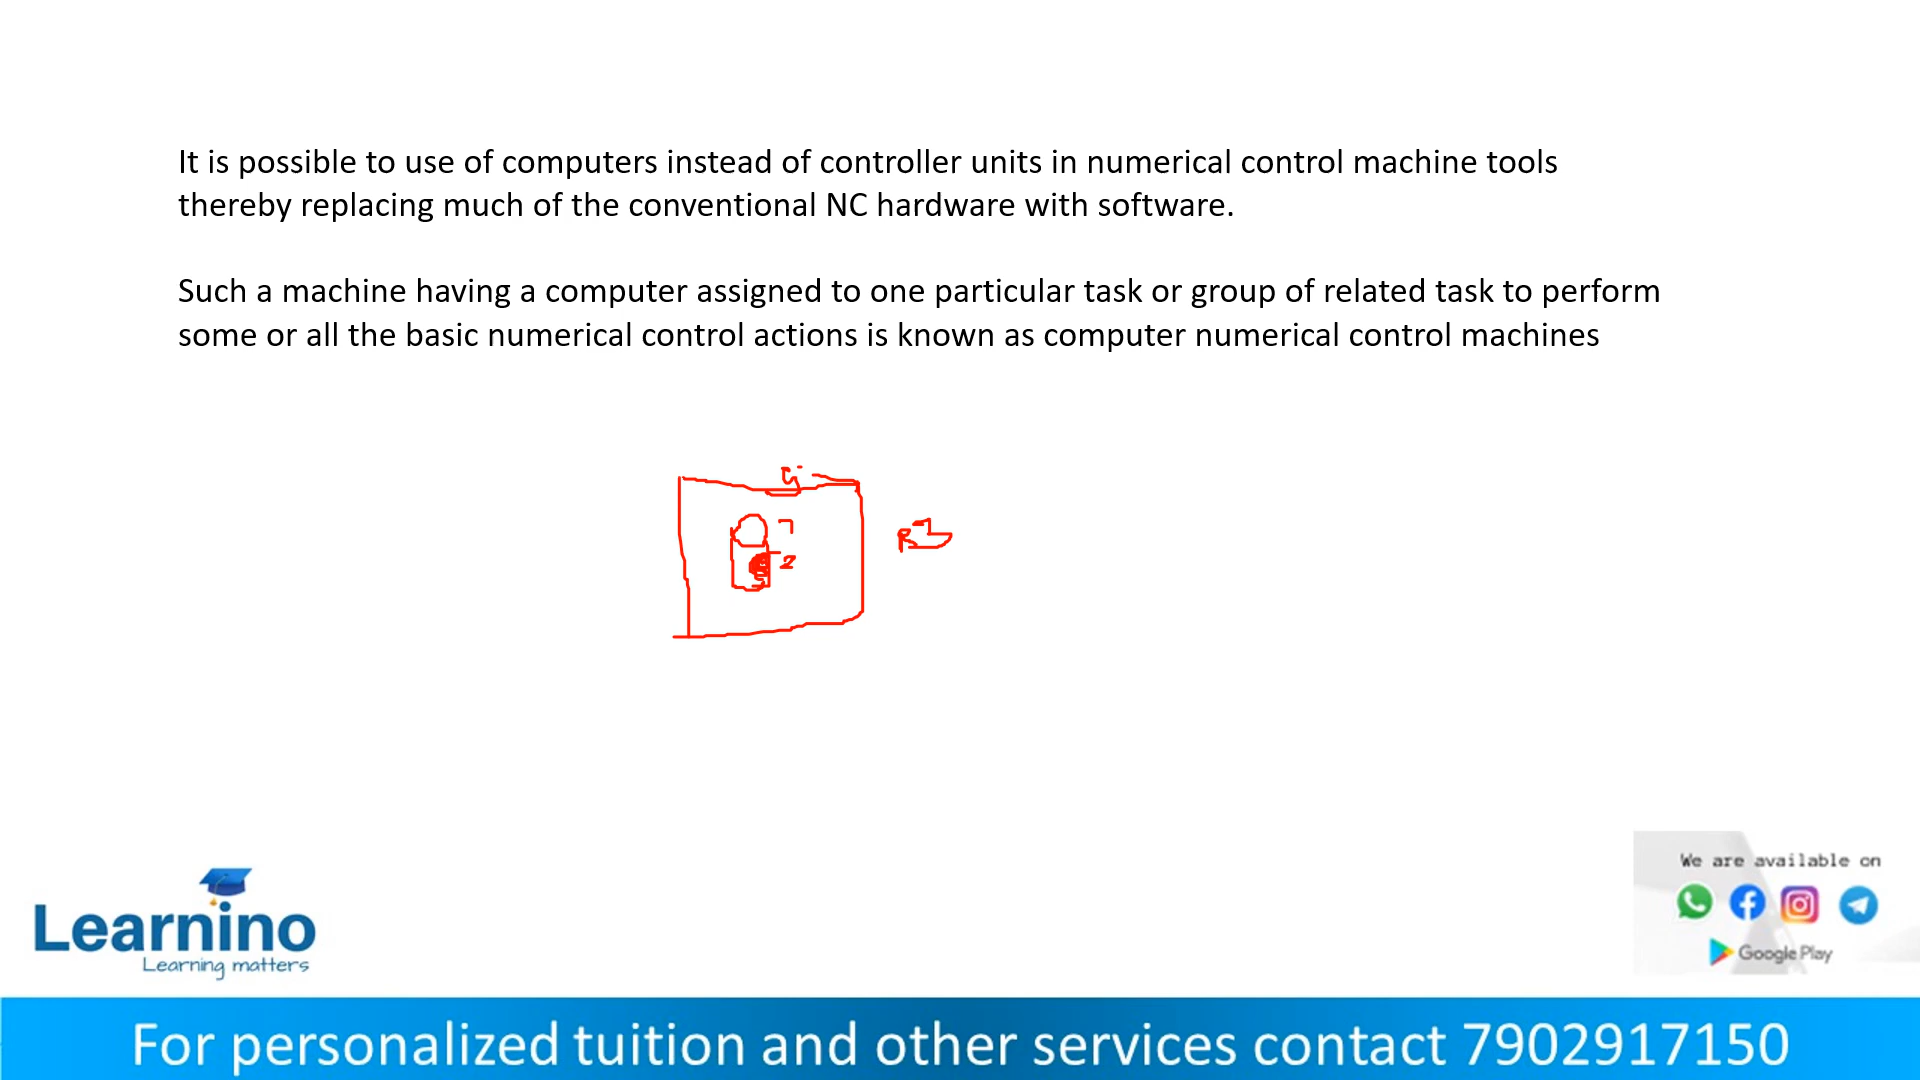 It is possible to use of computers instead of controller units in numerical control machine tools
thereby replacing much of the conventional NC hardware with software.
Such a machine having a computer assigned to one particular task or group of related task to perform
some or all the basic numerical control actions is known as computer numerical control machines
We are available on
Google Play
Learnino
Learning matters
For personalized tuition and other services contact 7902917150